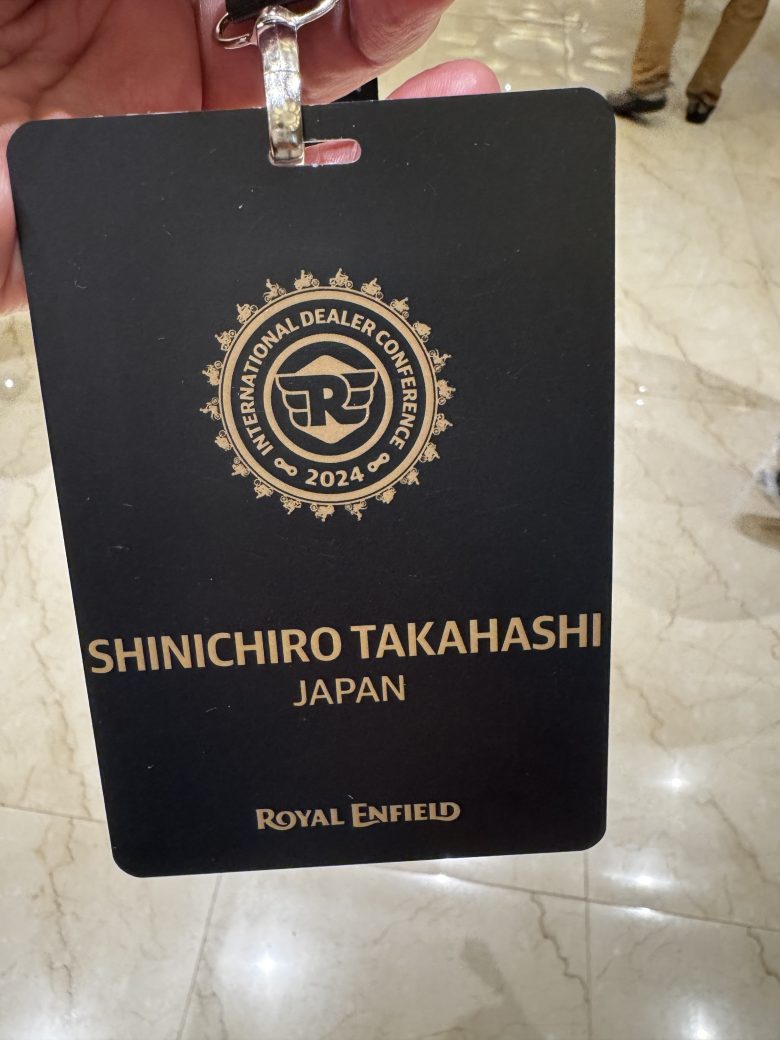 INTERNATIONAL DEALER CONFERENCE
R
2024
SHINICHIRO TAKAHASHI
JAPAN
ROYAL ENFIELD